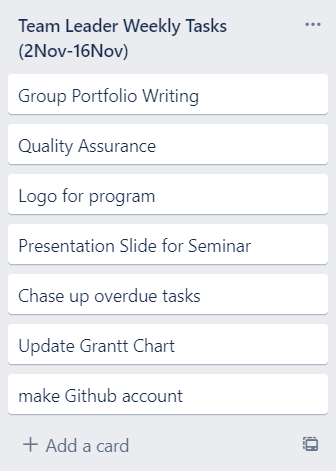 Team Leader Weekly Tasks
(2Nov-16Nov)
Group Portfolio Writing
Quality Assurance
Logo for program
Presentation Slide for Seminar
Chase up overdue tasks
Update Grantt Chart
make Github account
+ Add a card